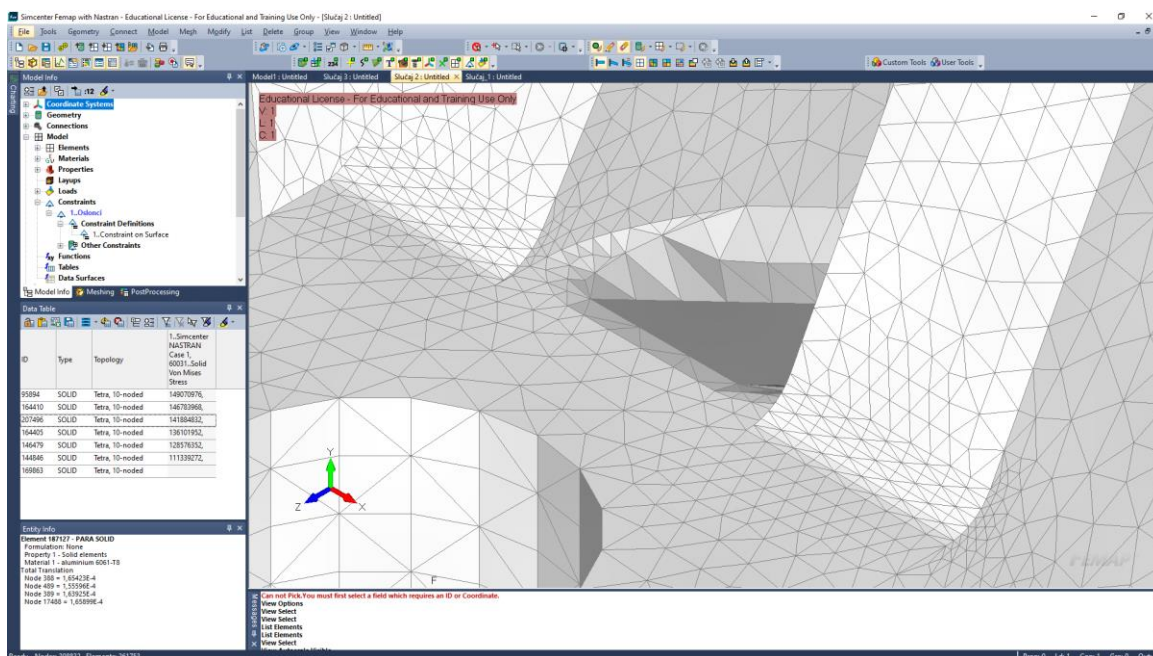 Simcenter Femap with Nastran - Educational License - For Educational and Training Use Only - [Slučaj 2 : Untitled]
File Tools Geometry Connect Model Mesh Modify List Delete Group View Window Help
Custom Tools User Tools
Charting
Model Info
Coordinate Systems
Geometry
Connections
Model
Elements
Materials
Properties
Layups
Loads
Constraints
1..Oslonci
Constraint Definitions
1..Constraint on Surface
Other Constraints
Functions
Tables
Data Surfaces
Model Info Meshing PostProcessing
Model1 : Untitled Slučaj 3 : Untitled Slučaj 2 : Untitled Slučaj_1 : Untitled
Educational License - For Educational and Training Use Only
V: 1
L: 1
C: 1
Y
Z X
F
FEMAP
Data Table
ID Type Topology 1..Simcenter NASTRAN Case 1, 60031..Solid Von Mises Stress
95894 SOLID Tetra, 10-noded 149070976,
164410 SOLID Tetra, 10-noded 146783968,
207496 SOLID Tetra, 10-noded 141884832,
164405 SOLID Tetra, 10-noded 136101952,
146479 SOLID Tetra, 10-noded 128576352,
144846 SOLID Tetra, 10-noded 111339272,
169863 SOLID Tetra, 10-noded
Entity Info
Element 187127 - PARA SOLID
Formulation: None
Property 1 - Solid elements
Material 1 - aluminium 6061-T8
Total Translation
Node 388 = 1,65423E-4
Node 489 = 1,55596E-4
Node 389 = 1,63925E-4
Node 17488 = 1,65899E-4
Messages
Can not Pick.You must first select a field which requires an ID or Coordinate.
View Options
View Select
View Select
List Elements
List Elements
View Select